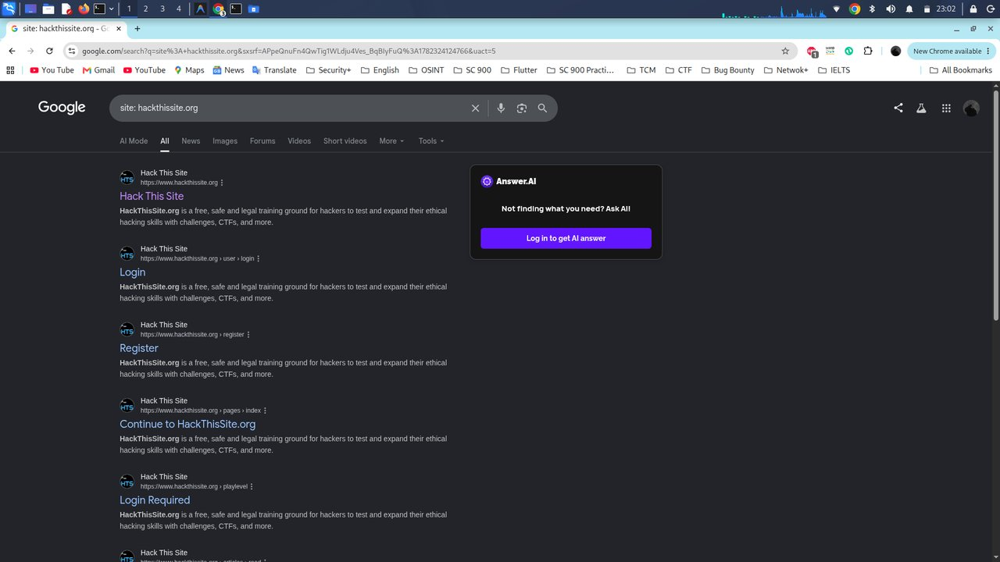 1 2 3 4
23:02
site: hackthissite.org - G
google.com/search?q=site%3A+hackthissite.org&sxsrf=APpeQnuFn4QwTig1WLdju4Ves_BqBIyFuQ%3A1782324124766&uact=5
New Chrome available
You Tube Gmail YouTube Maps News Translate Security+ English OSINT SC 900 Flutter SC 900 Practi... TCM CTF Bug Bounty Netwok+ IELTS All Bookmarks
Google
site: hackthissite.org
AI Mode All News Images Forums Videos Short videos More Tools
Hack This Site
https://www.hackthissite.org
Hack This Site
HackThisSite.org is a free, safe and legal training ground for hackers to test and expand their ethical
hacking skills with challenges, CTFs, and more.
Hack This Site
https://www.hackthissite.org › user › login
Login
HackThisSite.org is a free, safe and legal training ground for hackers to test and expand their ethical
hacking skills with challenges, CTFs, and more.
Hack This Site
https://www.hackthissite.org › register
Register
HackThisSite.org is a free, safe and legal training ground for hackers to test and expand their ethical
hacking skills with challenges, CTFs, and more.
Hack This Site
https://www.hackthissite.org › pages › index
Continue to HackThisSite.org
HackThisSite.org is a free, safe and legal training ground for hackers to test and expand their ethical
hacking skills with challenges, CTFs, and more.
Hack This Site
https://www.hackthissite.org › playlevel
Login Required
HackThisSite.org is a free, safe and legal training ground for hackers to test and expand their ethical
hacking skills with challenges, CTFs, and more.
Hack This Site
Answer.AI
Not finding what you need? Ask AI!
Log in to get AI answer